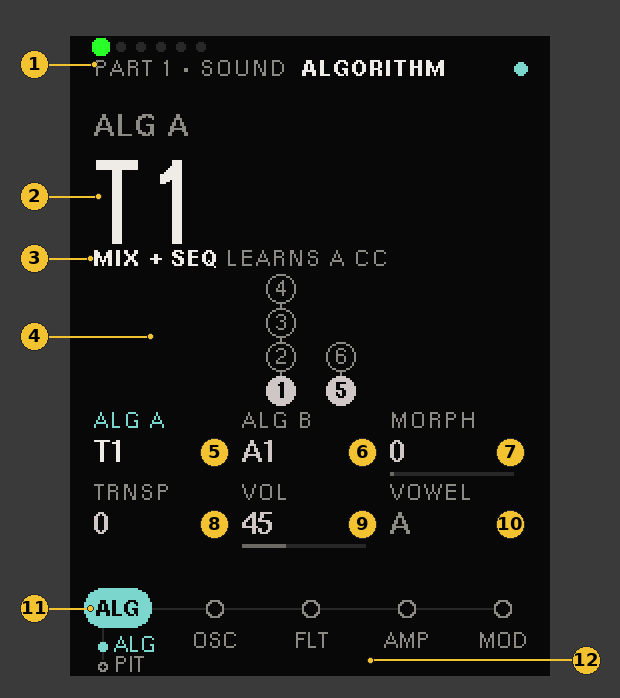 1 PART 1 · SOUND ALGORITHM
ALG A
2 T1
3 MIX + SEQ LEARNS A CC
4
4
3
2 6
1 5
ALG A ALG B MORPH
T1 5 A1 6 0 7
TRNSP VOL VOWEL
0 8 45 9 A 10
11 ALG
OSC FLT AMP MOD
ALG
12
PIT